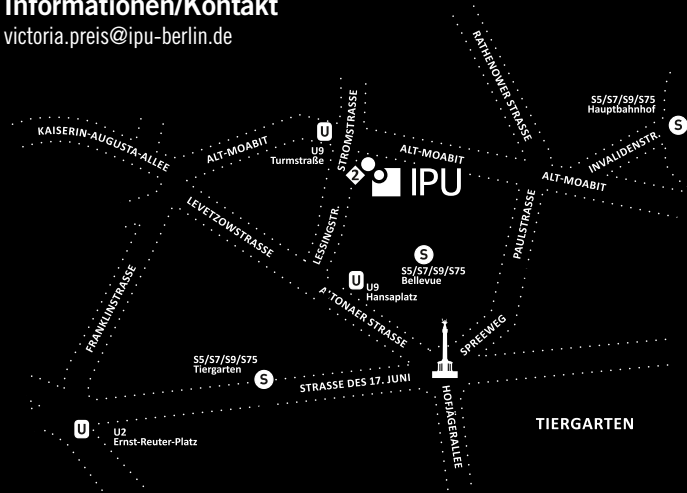 Informationen/Kontakt
victoria.preis@ipu-berlin.de
RATHENOWER STRASSE
S5/S7/S9/S75
Hauptbahnhof
S
KAISERIN-AUGUSTA-ALLEE
ALT-MOABIT
U
U9
Turmstraße
STROMSTRASSE
ALT-MOABIT
INVALIDENSTR.
ALT-MOABIT
2
IPU
LEVETZOWSTRASSE
LESSINGSTR.
PAULSTRASSE
S
S5/S7/S9/S75
Bellevue
U
U9
Hansaplatz
FRANKLINSTRASSE
A TONAER STRASSE
SPREEWEG
S5/S7/S9/S75
Tiergarten
S
STRASSE DES 17. JUNI
HOFJÄGERALLEE
TIERGARTEN
U
U2
Ernst-Reuter-Platz